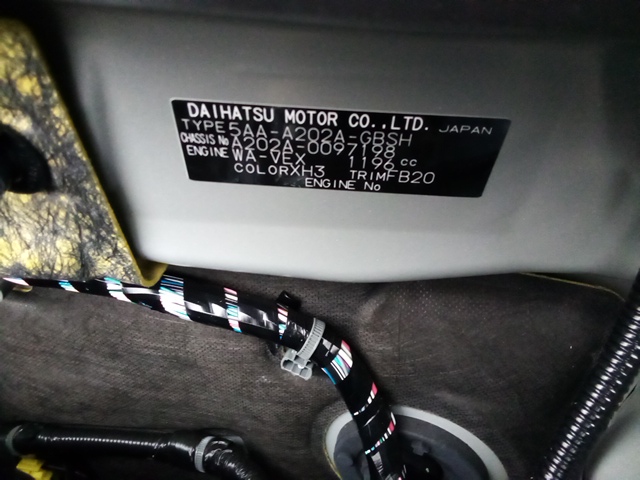 DAIHATSU MOTOR CO.,LTD. JAPAN
TYPE 5AA-A202A-GBSH
CHASSIS No A202A-0097198
ENGINE WA-VEX 1196 cc
COLOR XH3 TRIM FB20
ENGINE No